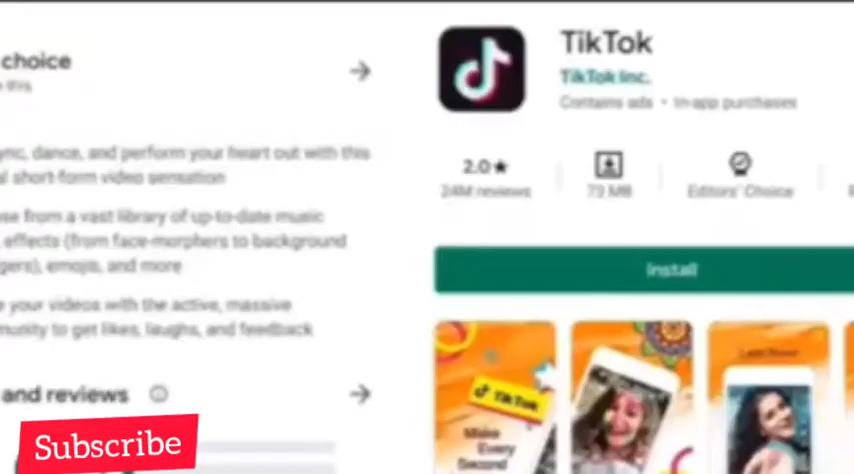 choice
this
ync, dance, and perform your heart out with this
al short-form video sensation
ose from a vast library of up-to-date music
effects (from face-morphers to background
gers), emojis, and more
e your videos with the active, massive
munity to get likes, laughs, and feedback
and reviews
Subscribe
TikTok
TikTok Inc.
Contains ads • In-app purchases
2.0★
24M reviews
73 MB
Editors' Choice
Install
TikTok
Make
Every
Second